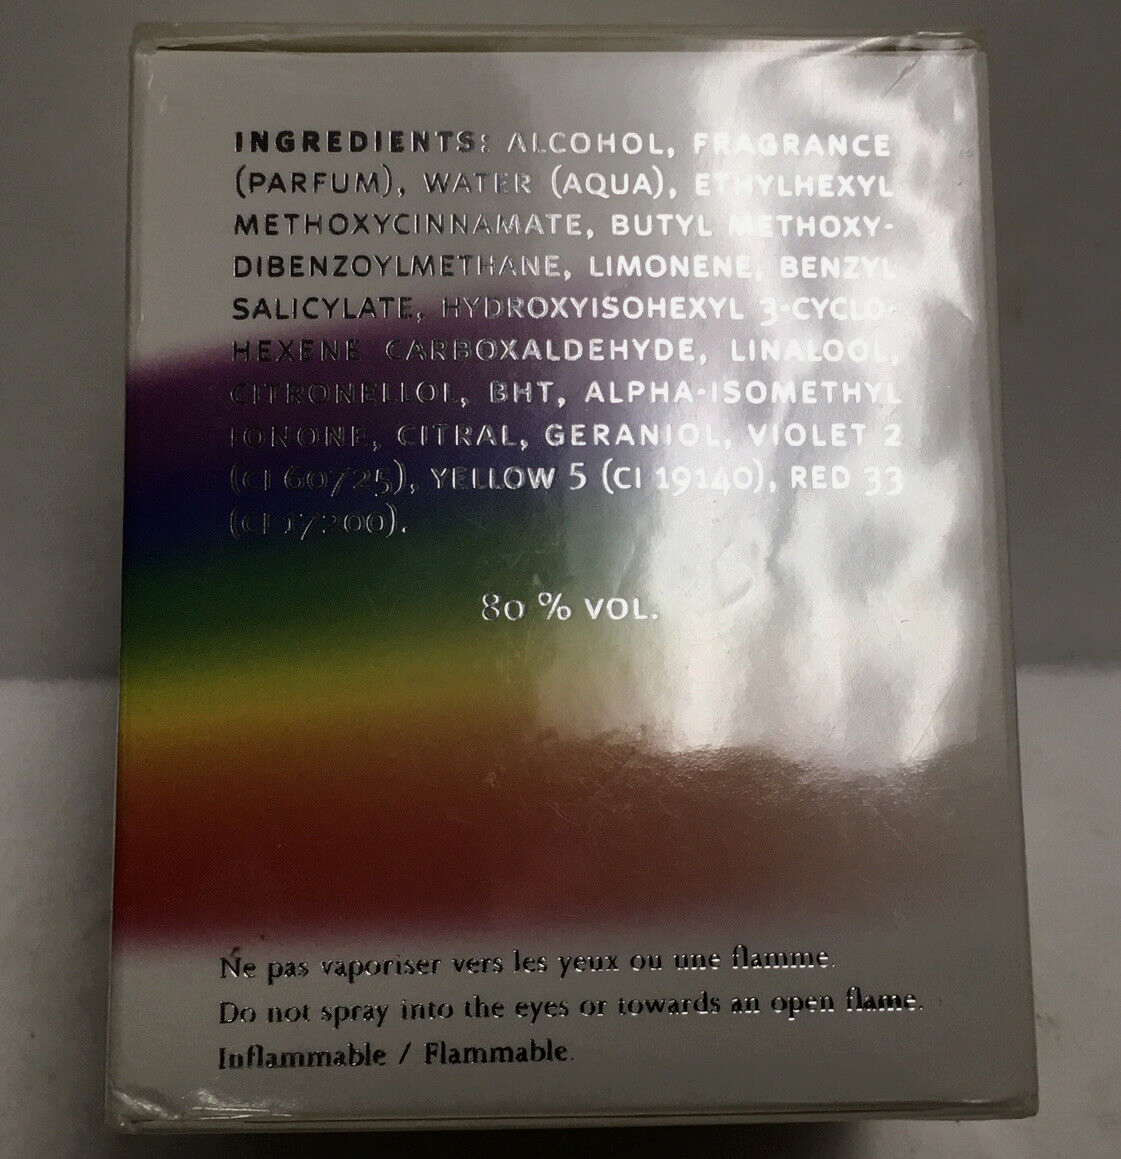 INGREDIENTS: ALCOHOL, FRAGRANCE
(PARFUM), WATER (AQUA), ETHYLHEXYL
METHOXYCINNAMATE, BUTYL METHOXY-
DIBENZOYLMETHANE, LIMONENE, BENZYL
SALICYLATE, HYDROXYISOHEXYL 3-CYCLO-
HEXENE CARBOXALDEHYDE, LINALOOL,
CITRONELLOL, BHT, ALPHA-ISOMETHYL
IONONE, CITRAL, GERANIOL, VIOLET 2
(CI 60725), YELLOW 5 (CI 19140), RED 33
(CI 17200).
80 % VOL.
Ne pas vaporiser vers les yeux ou une flamme.
Do not spray into the eyes or towards an open flame.
Inflammable / Flammable.